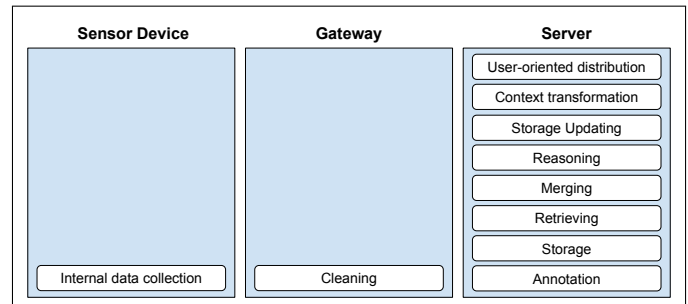 Sensor Device
Gateway
Server
User-oriented distribution
Context transformation
Storage Updating
Reasoning
Merging
Retrieving
Storage
Internal data collection
Cleaning
Annotation